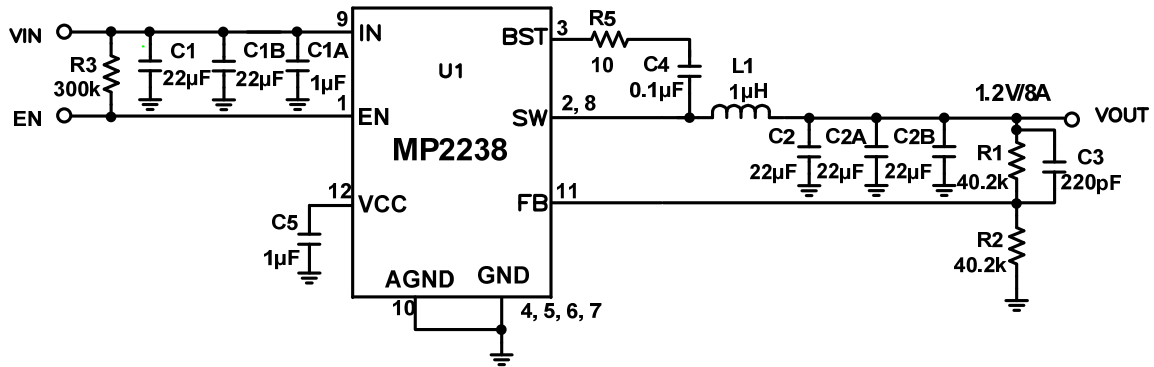 VIN
R3
300k
EN
C1
22µF
C1B
22µF
C1A
1µF
9
IN
1
EN
U1
MP2238
12
VCC
C5
1µF
AGND
10
GND
4, 5, 6, 7
BST
3
R5
10
C4
0.1µF
SW
2, 8
L1
1µH
FB
11
C2
22µF
C2A
22µF
C2B
22µF
1.2V/8A
VOUT
R1
40.2k
C3
220pF
R2
40.2k